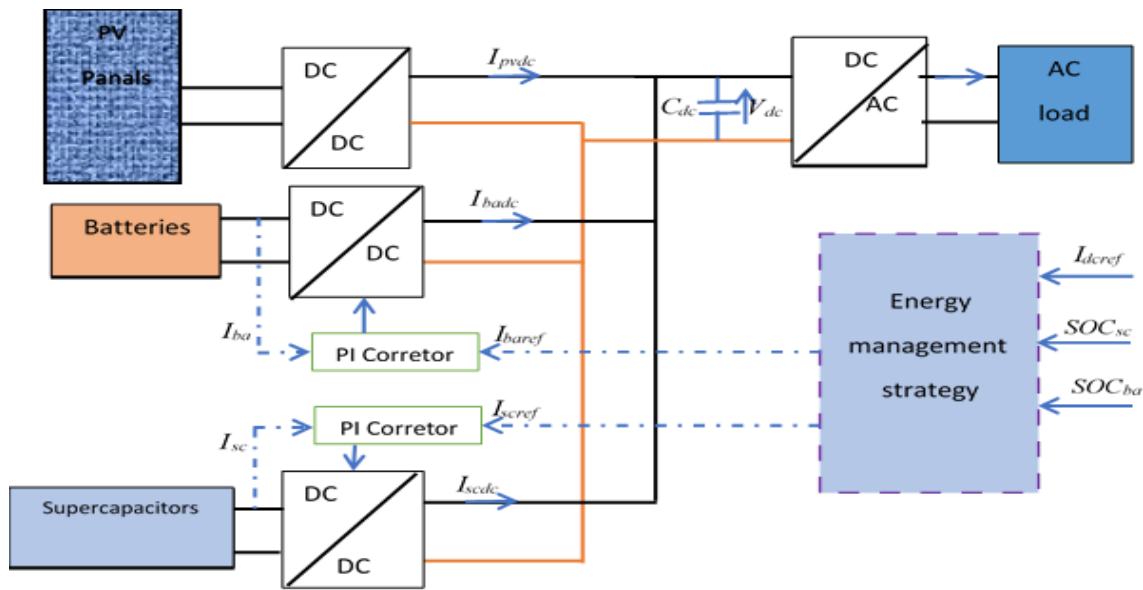 PV
Panals
DC
DC
I_pvdc
C_dc
V_dc
DC
AC
AC
load
Batteries
DC
DC
I_badc
I_ba
PI Corretor
I_baref
Energy
management
strategy
I_dcref
SOC_sc
SOC_ba
I_sc
PI Corretor
I_scref
Supercapacitors
DC
DC
I_scdc